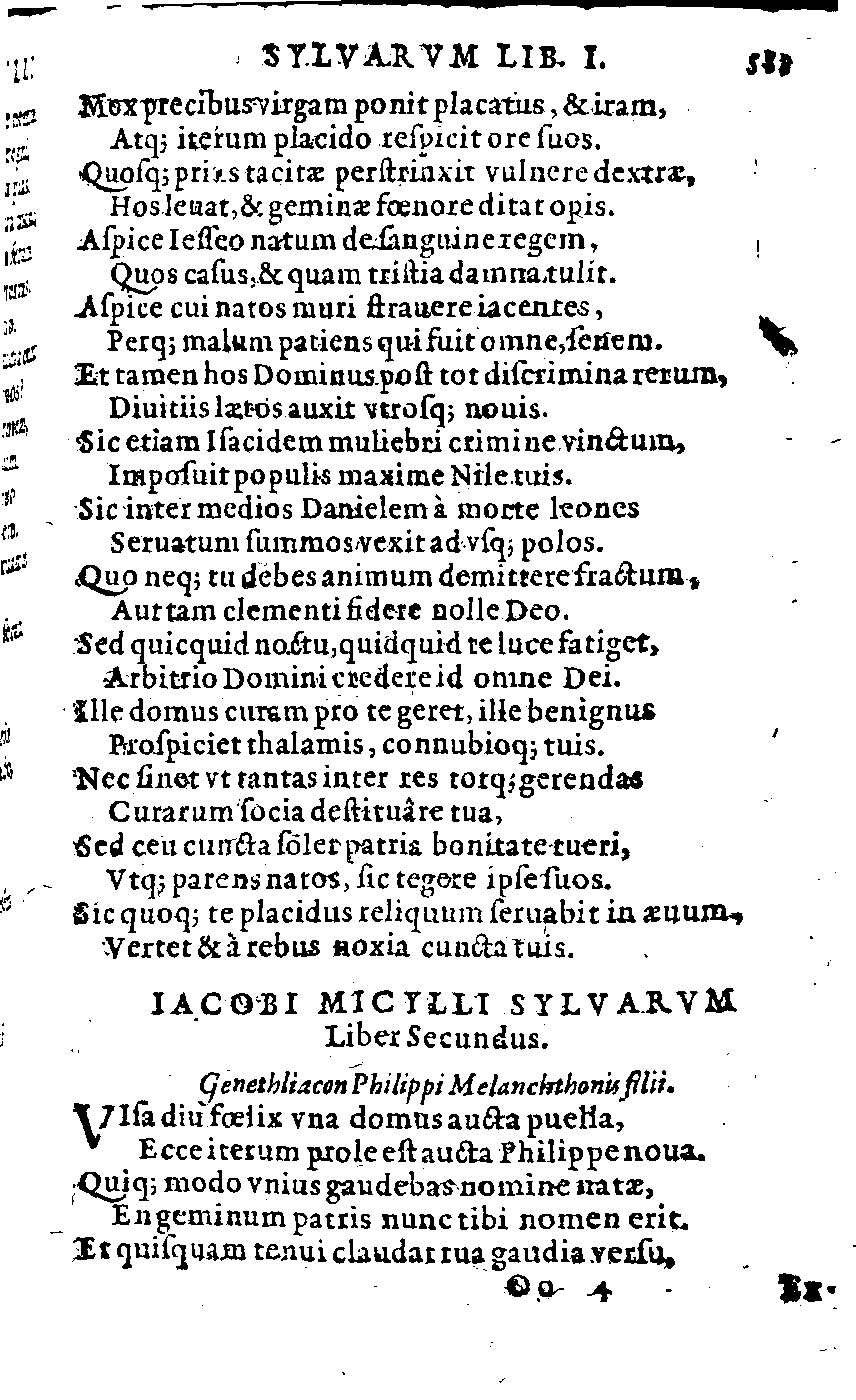 SYLVARVM LIB. I. 583
Mox precibus virgam ponit placatus, & iram,
Atq; iterum placido reſpicit ore ſuos.
Quoſq; prius tacitæ perſtrinxit vulnere dextræ,
Hos leuat, & geminæ fœnore ditat opis.
Aſpice Ieſſeo natum de ſanguine regem,
Quos caſus, & quam triſtia damna tulit.
Aſpice cui natos muri ſtrauere iacentes,
Perq; malum patiens qui fuit omne, ſenem.
Et tamen hos Dominus poſt tot diſcrimina rerum,
Diuitiis lætos auxit vtroſq; nouis.
Sic etiam Iſacidem muliebri crimine vinctum,
Impoſuit populis maxime Nile tuis.
Sic inter medios Danielem à morte leones
Seruatum ſummos vexit ad vſq; polos.
Quo neq; tu debes animum demittere fractum,
Aut tam clementi fidere nolle Deo.
Sed quicquid noctu, quidquid te luce fatiget,
Arbitrio Domini credere id omne Dei.
Ille domus curam pro te geret, ille benignus
Proſpiciet thalamis, connubioq; tuis.
Nec ſinet vt tantas inter res totq; gerendas
Curarum ſocia deſtituâre tua,
Sed ceu cuncta ſolet patria bonitate tueri,
Vtq; parens natos, ſic tegere ipſe ſuos.
Sic quoq; te placidus reliquum ſeruabit in æuum,
Vertet & à rebus noxia cuncta tuis.
IACOBI MICYLLI SYLVARVM
Liber Secundus.
Genethliacon Philippi Melanchthonis filii.
VIſa diù fœlix vna domus aucta puella,
Ecce iterum prole eſt aucta Philippe noua.
Quiq; modo vnius gaudebas nomine natæ,
En geminum patris nunc tibi nomen erit.
Et quiſquam tenui claudat tua gaudia verſu,
Oo 4 Ex-